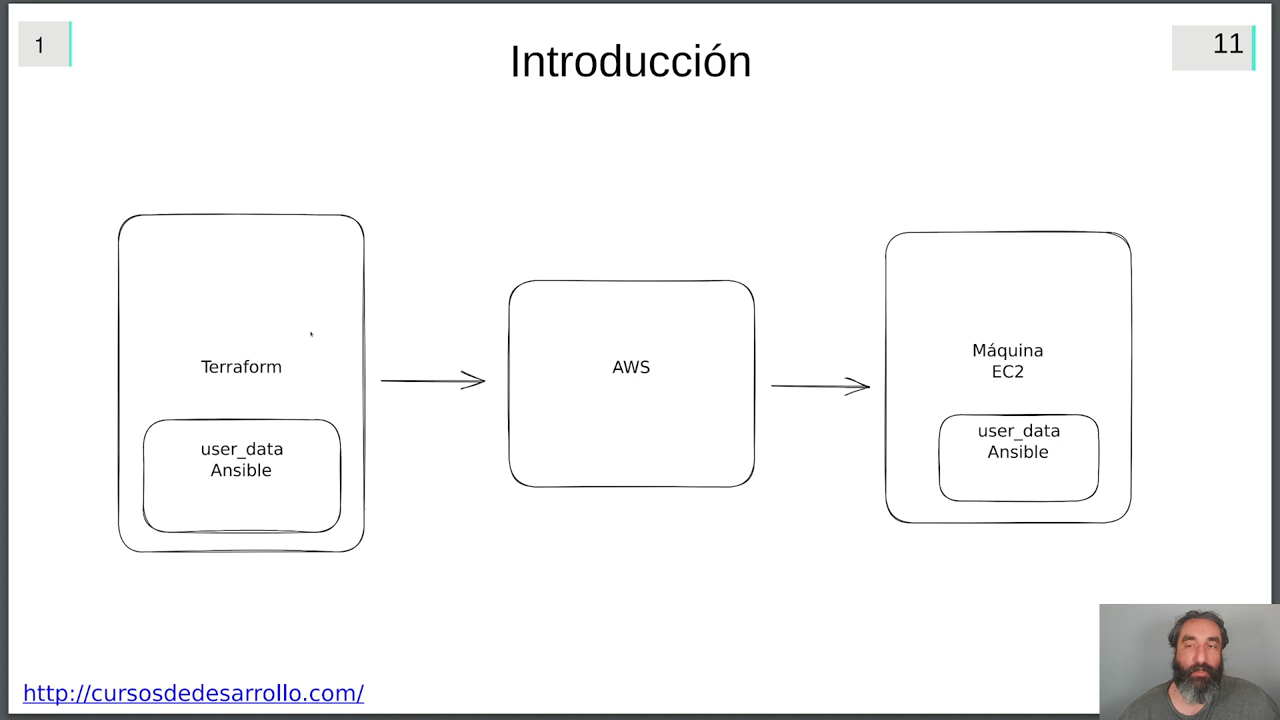 1
Introducción
11
Terraform
user_data
Ansible
AWS
Máquina
EC2
user_data
Ansible
http://cursosdedesarrollo.com/